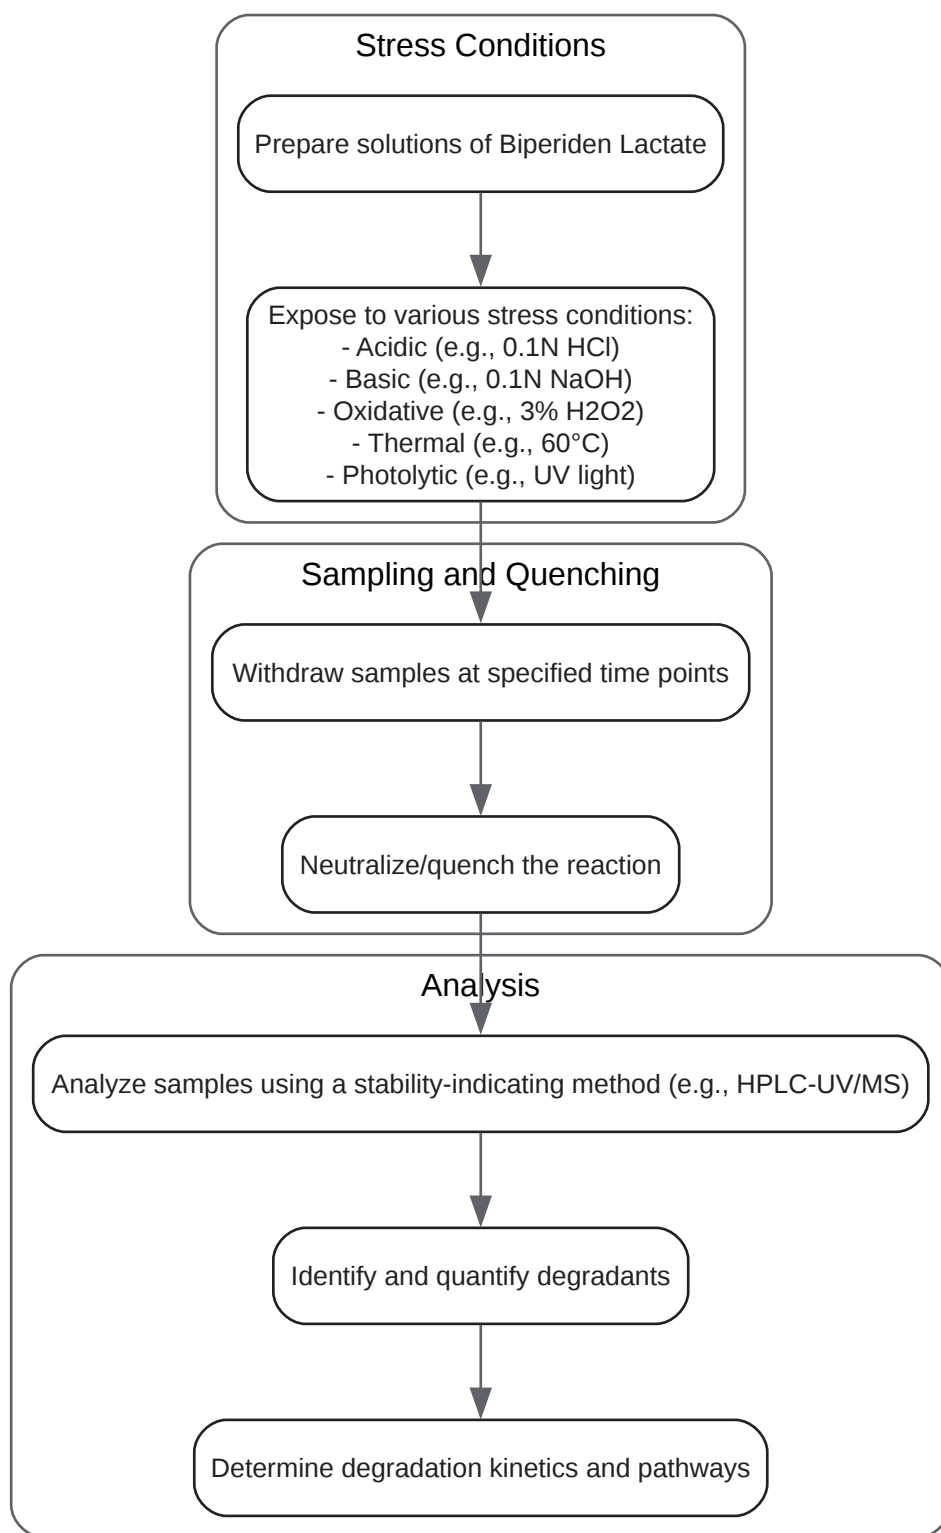 Stress Conditions
Prepare solutions of Biperiden Lactate
Expose to various stress conditions:
- Acidic (e.g., 0.1N HCl)
- Basic (e.g., 0.1N NaOH)
- Oxidative (e.g., 3% H2O2)
- Thermal (e.g., 60°C)
- Photolytic (e.g., UV light)
Sampling and Quenching
Withdraw samples at specified time points
Neutralize/quench the reaction
Analysis
Analyze samples using a stability-indicating method (e.g., HPLC-UV/MS)
Identify and quantify degradants
Determine degradation kinetics and pathways